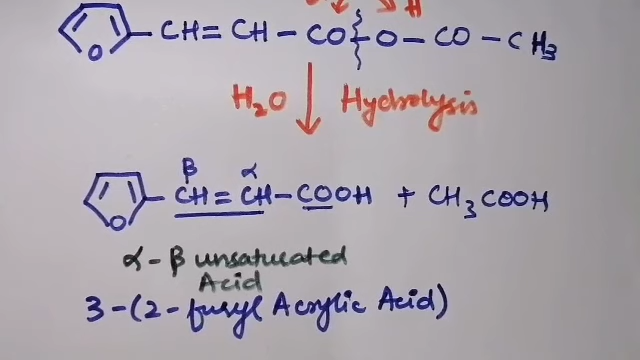 H
O CH=CH-CO-O-CO-CH₃
H₂O Hydrolysis
β α
O CH=CH-COOH + CH₃COOH
α-β unsaturated
Acid
3-(2-furyl Acrylic Acid)